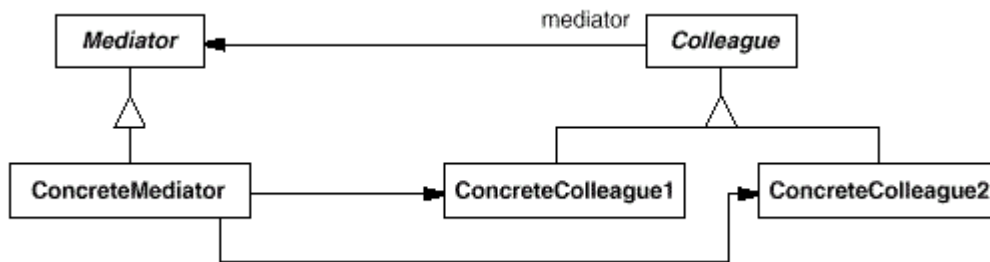 mediator
Mediator
Colleague
ConcreteMediator
ConcreteColleague1
ConcreteColleague2